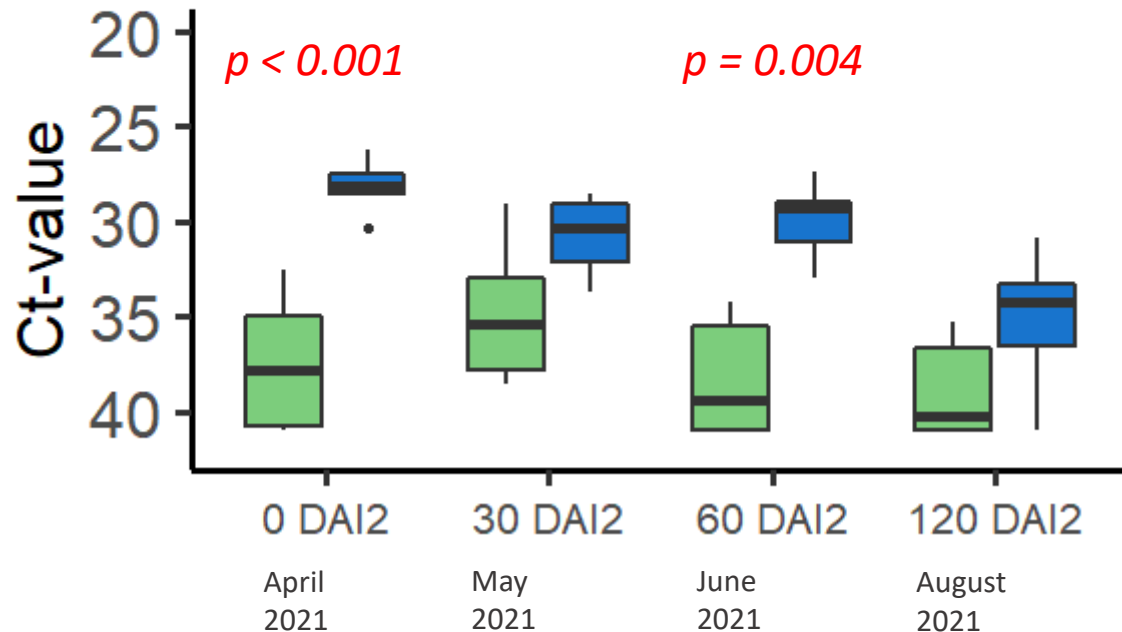 p < 0.001
p = 0.004
Ct-value
20
25
30
35
40
0 DAI2
30 DAI2
60 DAI2
120 DAI2
April
2021
May
2021
June
2021
August
2021